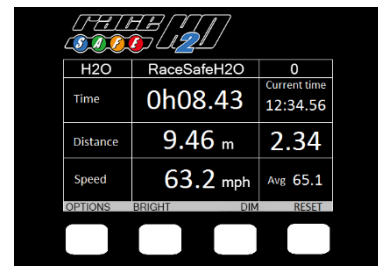 race H2O
SAFE
H2O RaceSafeH2O 0
Time 0h08.43 Current time
12:34.56
Distance 9.46 m 2.34
Speed 63.2 mph Avg 65.1
OPTIONS BRIGHT DIM RESET